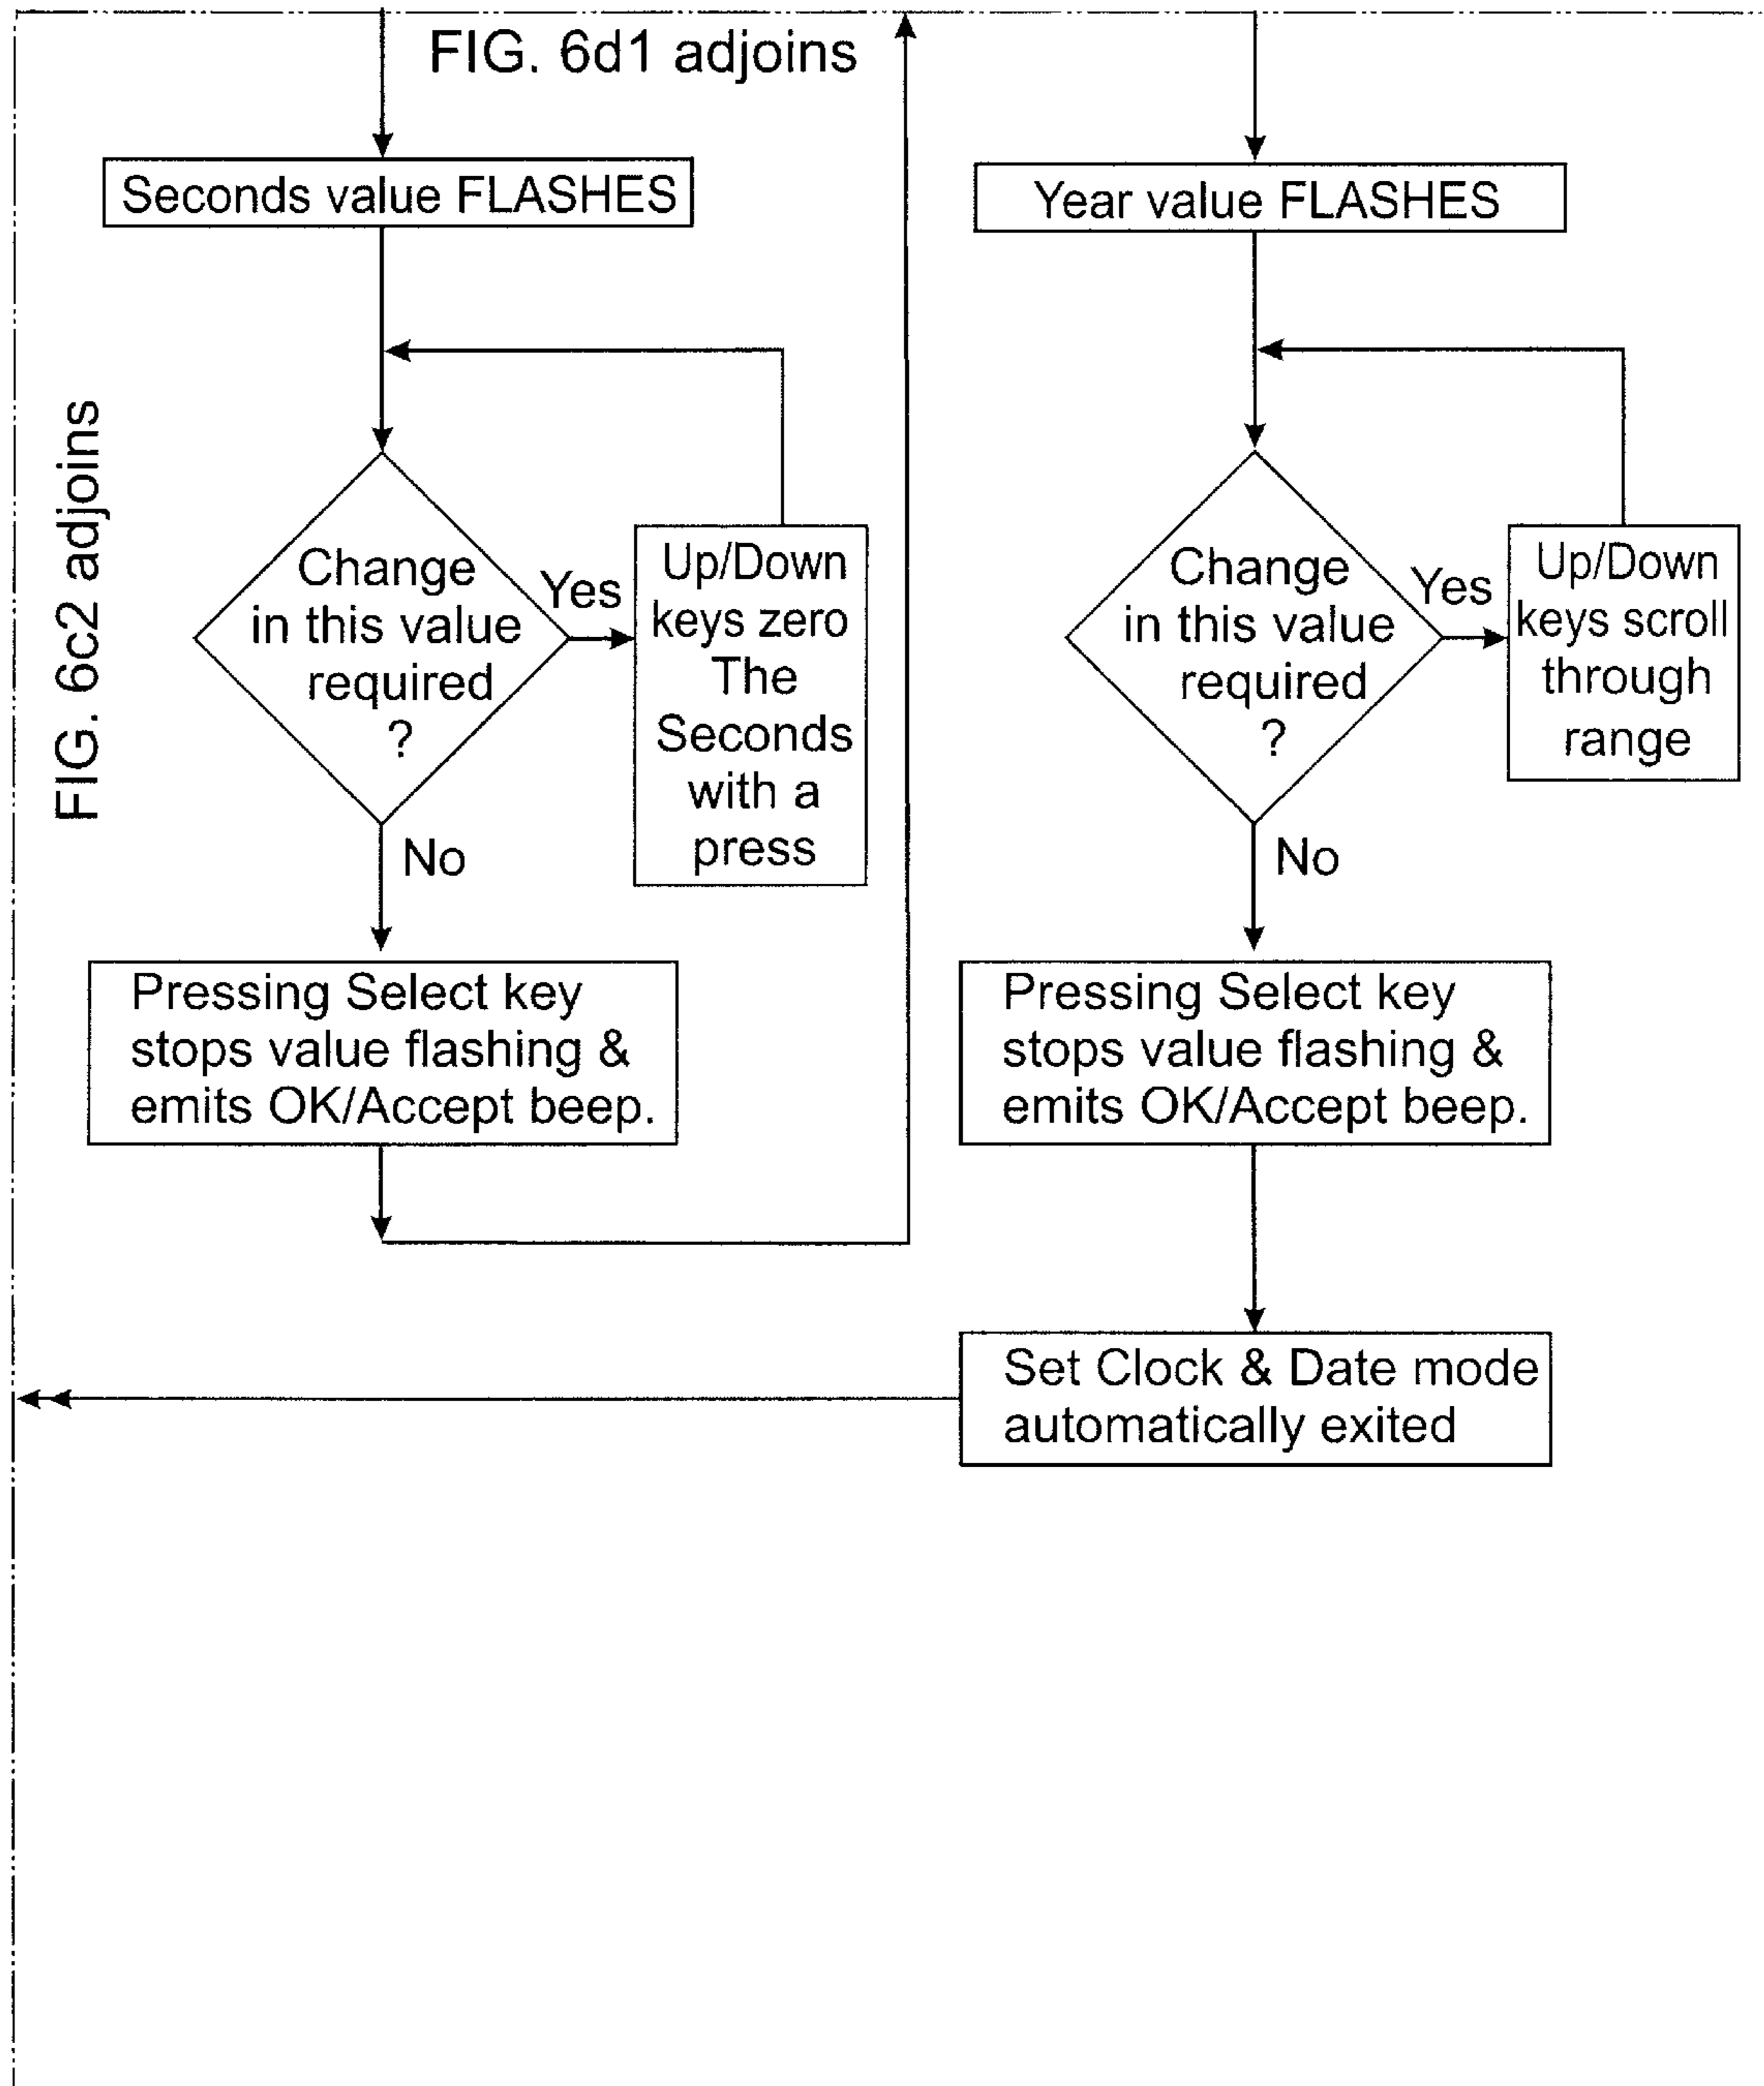 FIG. 6d1 adjoins
FIG. 6c2 adjoins
Seconds value FLASHES
Change
in this value
required
?
Yes
Up/Down
keys zero
The
Seconds
with a
press
No
Pressing Select key
stops value flashing &
emits OK/Accept beep.
Year value FLASHES
Change
in this value
required
?
Yes
Up/Down
keys scroll
through
range
No
Pressing Select key
stops value flashing &
emits OK/Accept beep.
Set Clock & Date mode
automatically exited